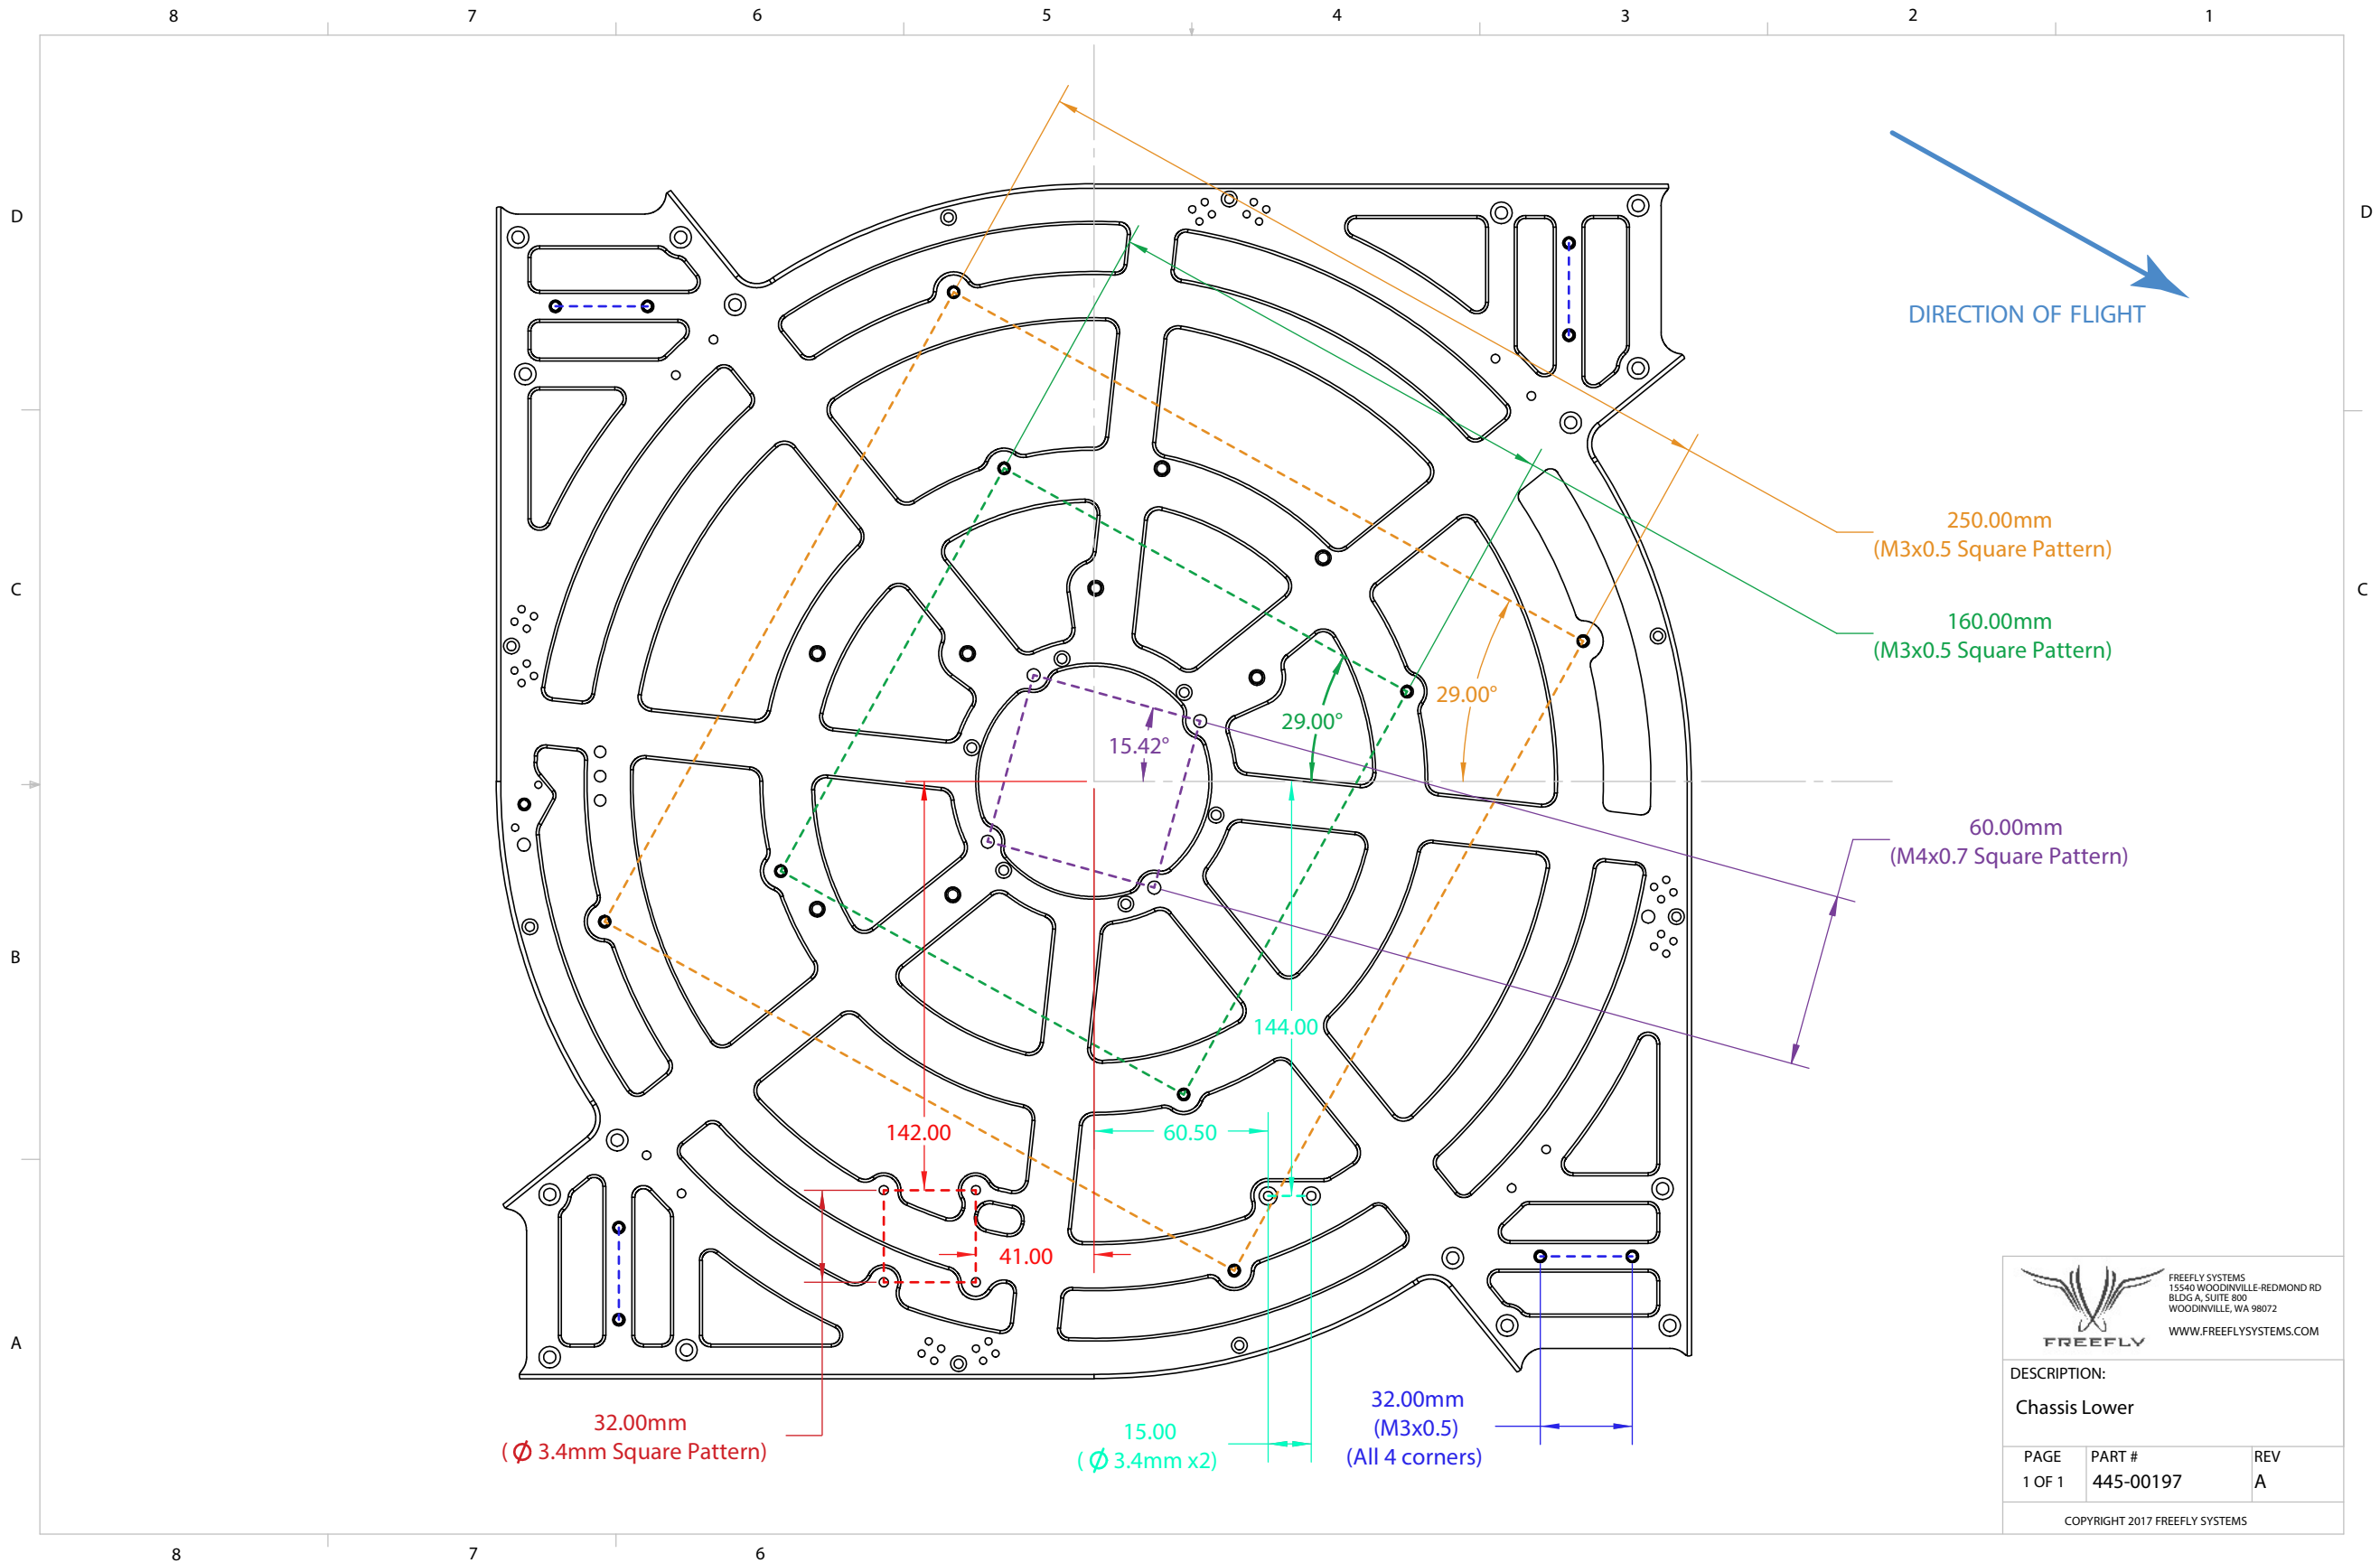 8 7 6 5 4 3 2 1
D D
DIRECTION OF FLIGHT
250.00mm
(M3x0.5 Square Pattern)
C C
160.00mm
(M3x0.5 Square Pattern)
29.00°
29.00°
15.42°
60.00mm
(M4x0.7 Square Pattern)
B B
144.00
142.00
60.50
41.00
A A
32.00mm
( Ø 3.4mm Square Pattern)
15.00
( Ø 3.4mm x2)
32.00mm
(M3x0.5)
(All 4 corners)
FREEFLY
FREEFLY SYSTEMS
15540 WOODINVILLE-REDMOND RD
BLDG A, SUITE 800
WOODINVILLE, WA 98072
WWW.FREEFLYSYSTEMS.COM
DESCRIPTION:
Chassis Lower
PAGE PART # REV
1 OF 1 445-00197 A
COPYRIGHT 2017 FREEFLY SYSTEMS
8 7 6